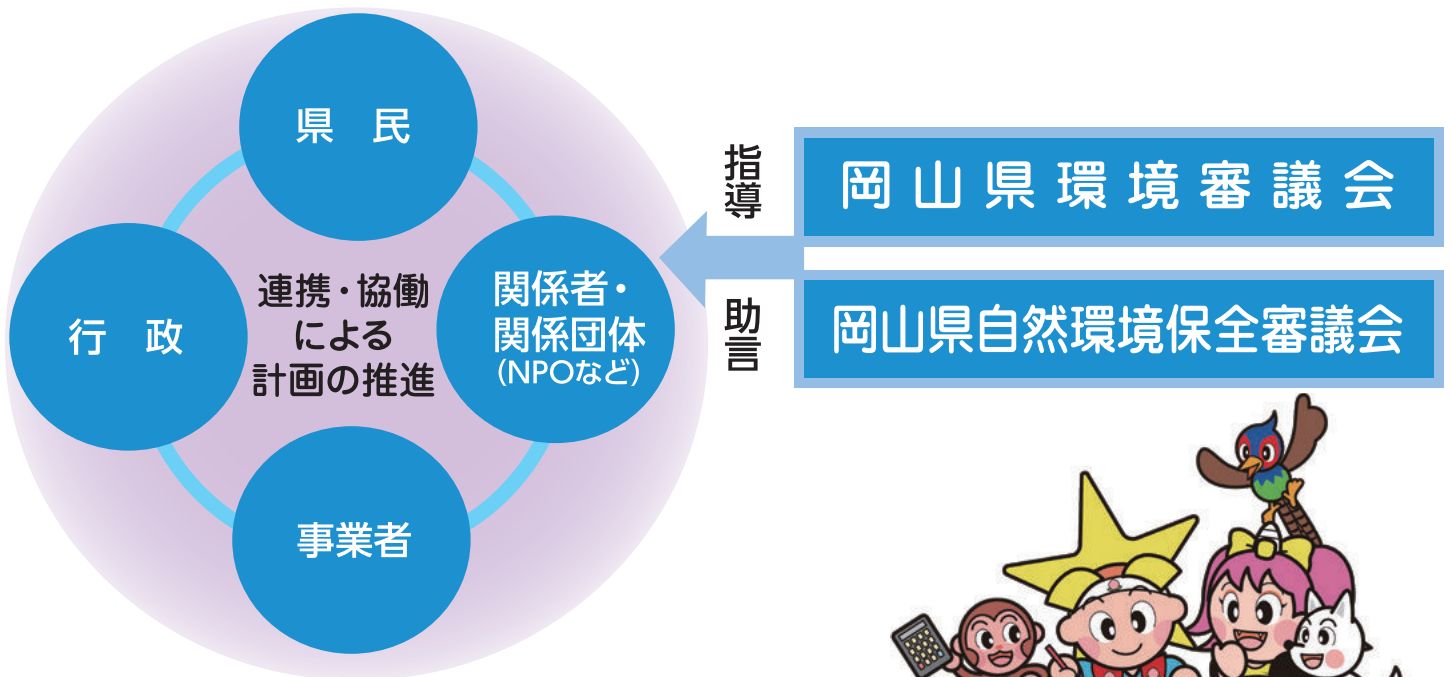 県　民
行　政
連携・協働
による
計画の推進
関係者・
関係団体
(NPOなど)
事業者
指導
助言
岡山県環境審議会
岡山県自然環境保全審議会